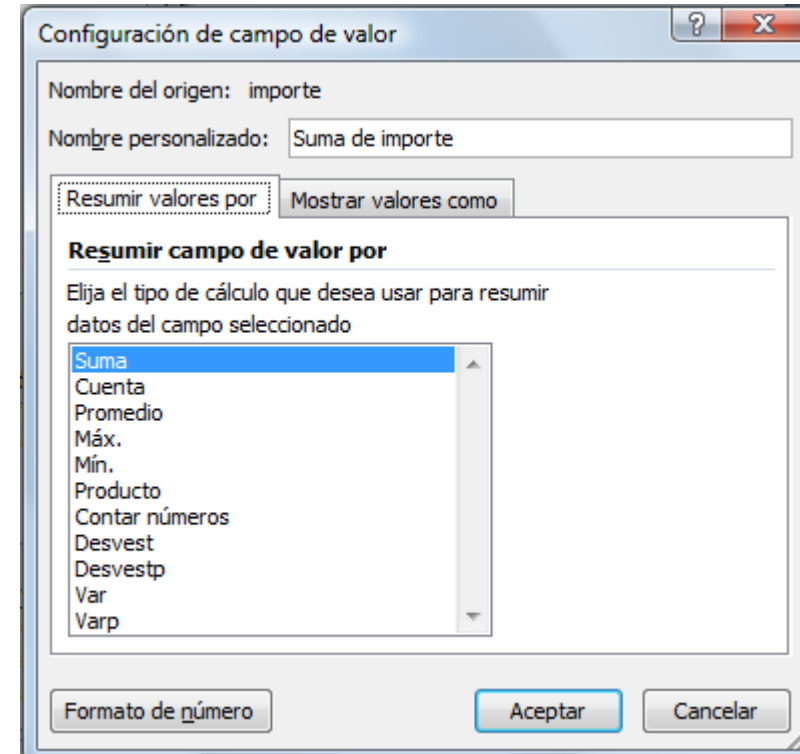 Configuración de campo de valor
Nombre del origen: importe
Nombre personalizado: Suma de importe
Resumir valores por Mostrar valores como
Resumir campo de valor por
Elija el tipo de cálculo que desea usar para resumir
datos del campo seleccionado
Suma
Cuenta
Promedio
Máx.
Mín.
Producto
Contar números
Desvest
Desvestp
Var
Varp
Formato de número Aceptar Cancelar